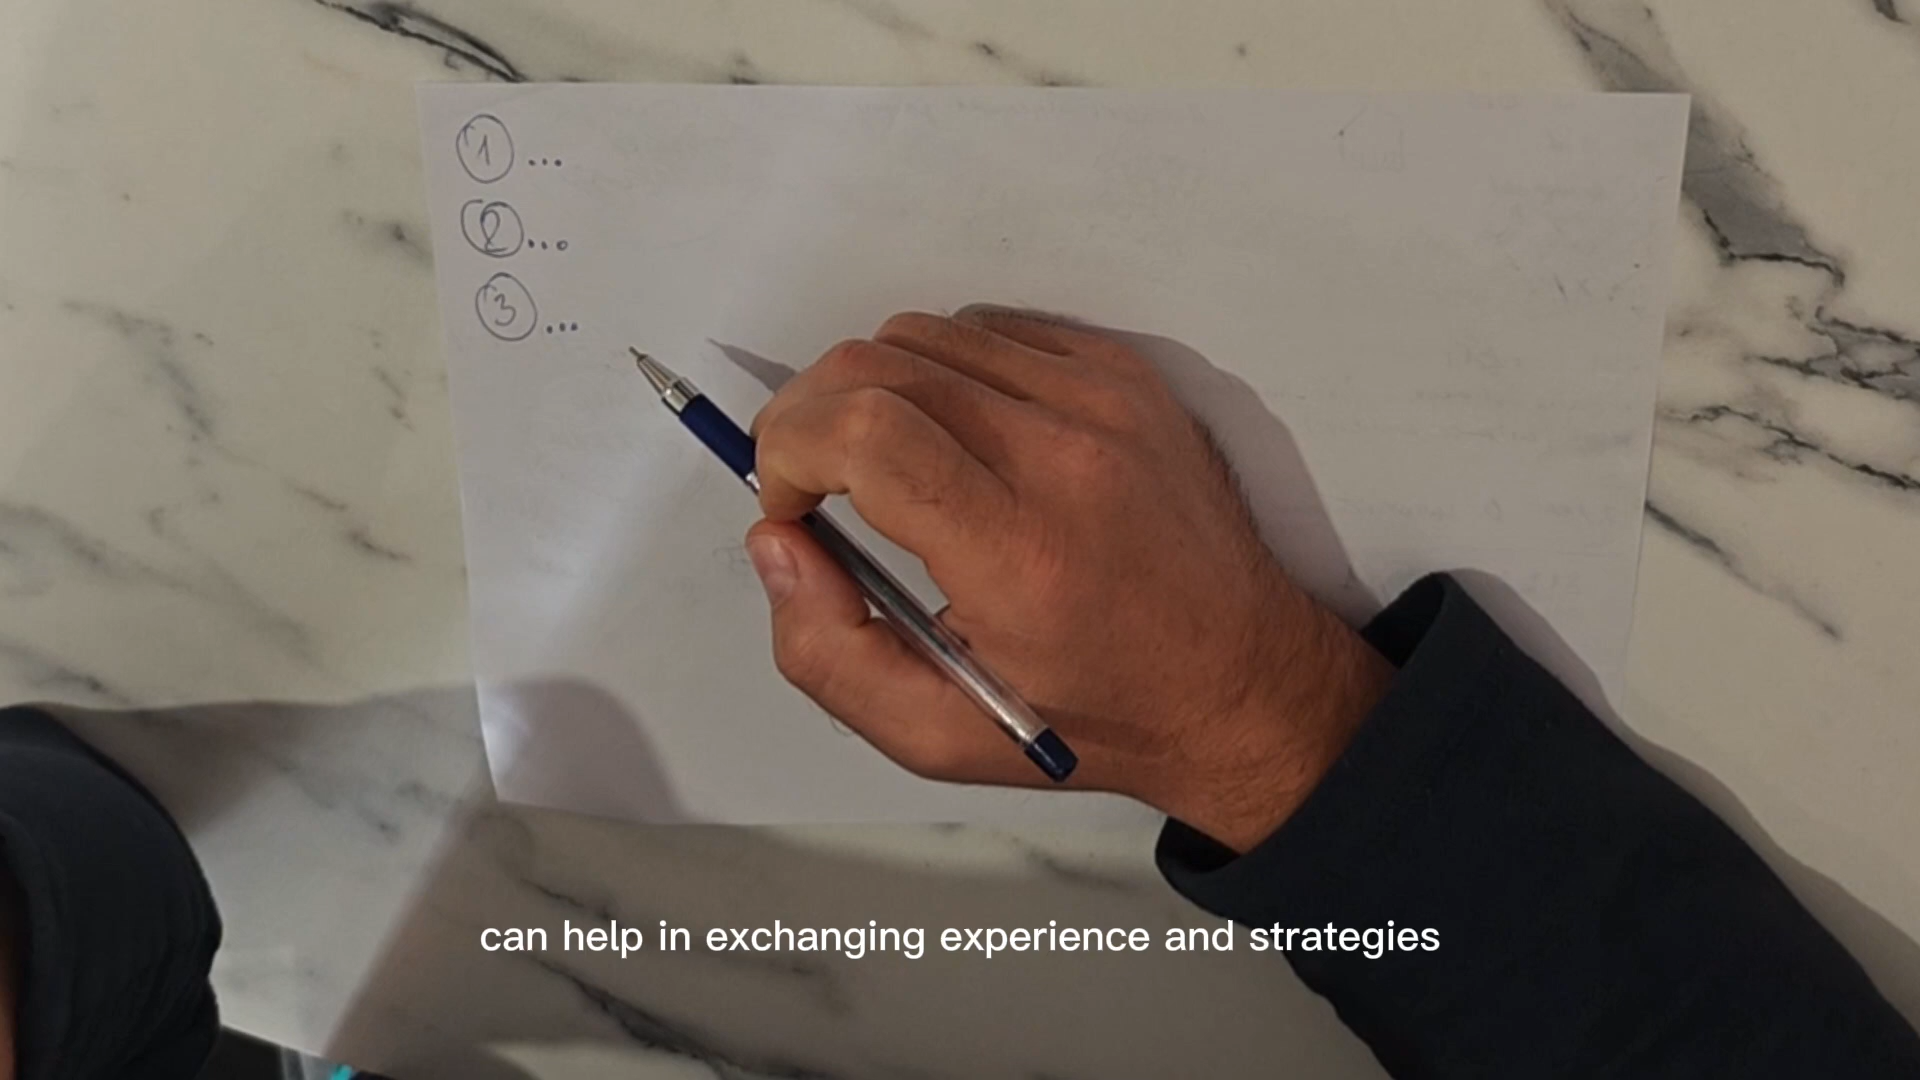 1 ...
2 ...
3 ...
can help in exchanging experience and strategies